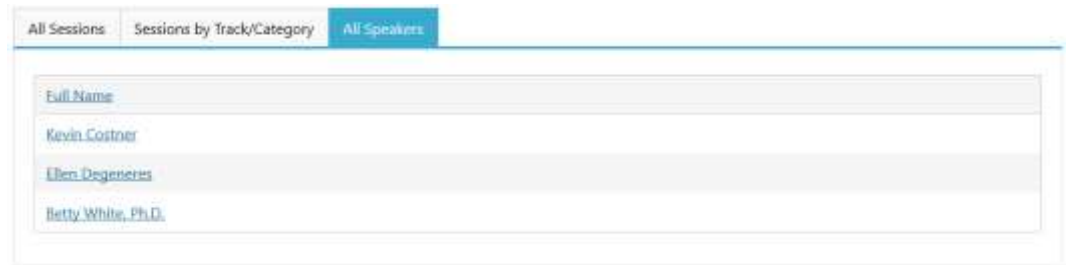 All Sessions Sessions by Track/Category All Speakers
Full Name
Kevin Costner
Ellen Degeneres
Betty White, Ph.D.